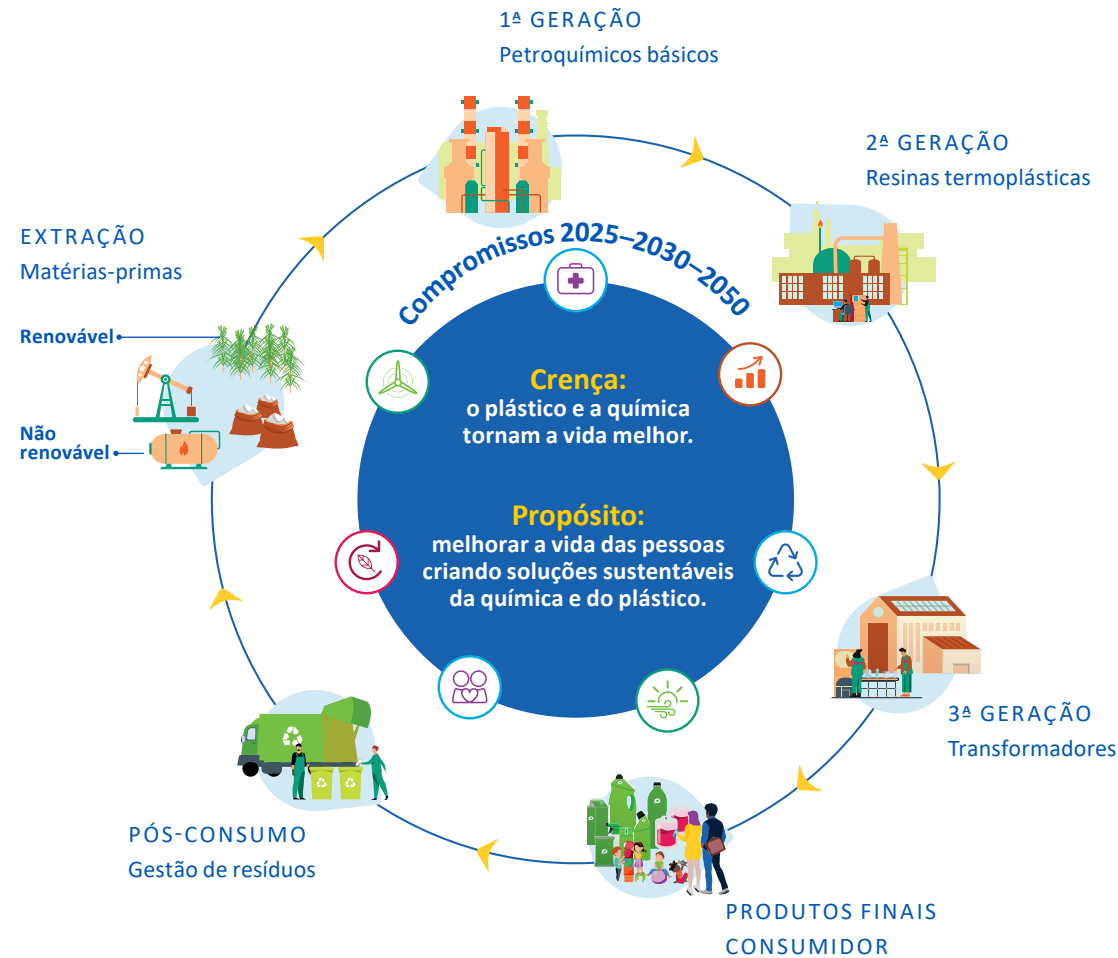 1ª GERAÇÃO
Petroquímicos básicos
2ª GERAÇÃO
Resinas termoplásticas
EXTRAÇÃO
Matérias-primas
Renovável
Não
renovável
Compromissos 2025–2030–2050
Crença:
o plástico e a química
tornam a vida melhor.
Propósito:
melhorar a vida das pessoas
criando soluções sustentáveis
da química e do plástico.
3ª GERAÇÃO
Transformadores
PÓS-CONSUMO
Gestão de resíduos
PRODUTOS FINAIS
CONSUMIDOR